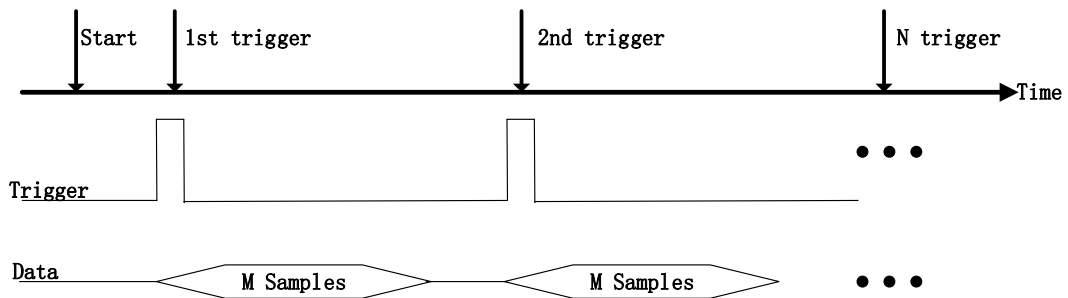 Start
1st trigger
2nd trigger
N trigger
Time
Trigger
Data
M Samples
M Samples